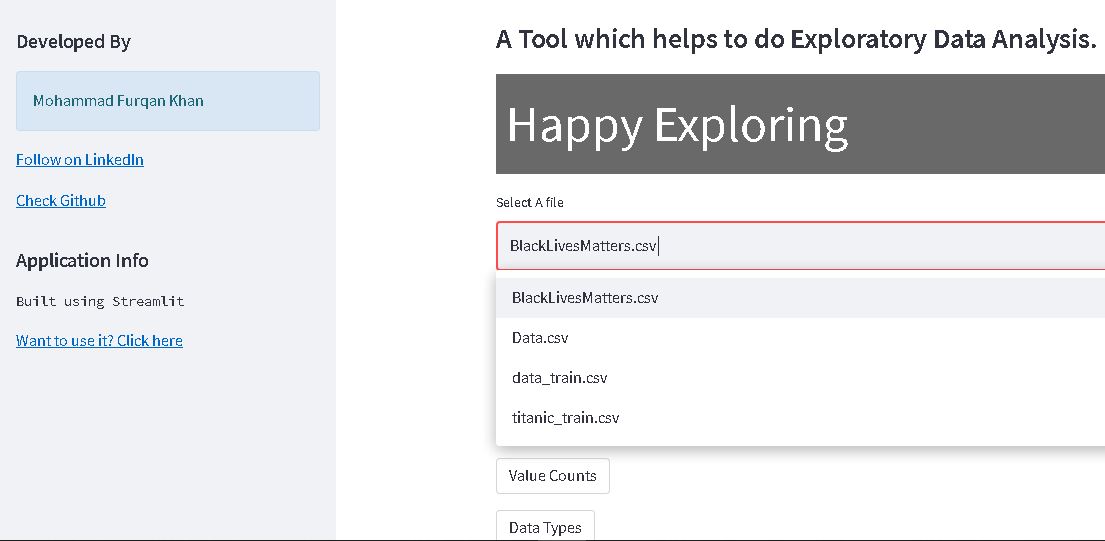 Developed By
Mohammad Furqan Khan
Follow on LinkedIn
Check Github
Application Info
Built using Streamlit
Want to use it? Click here
A Tool which helps to do Exploratory Data Analysis.
Happy Exploring
Select A file
BlackLivesMatters.csv
BlackLivesMatters.csv
Data.csv
data_train.csv
titanic_train.csv
Value Counts
Data Types